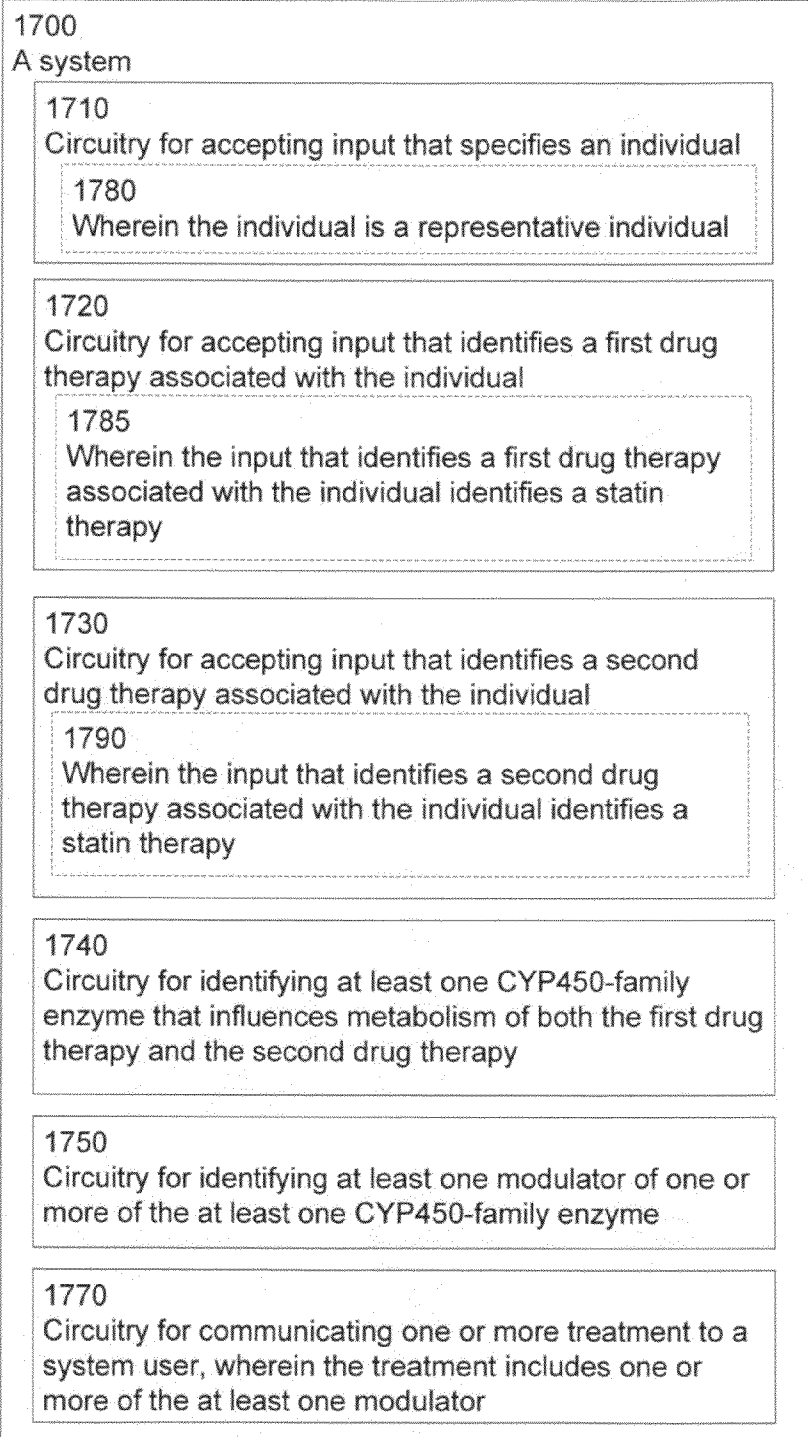 1700
A system
1710
Circuitry for accepting input that specifies an individual
1780
Wherein the individual is a representative individual
1720
Circuitry for accepting input that identifies a first drug
therapy associated with the individual
1785
Wherein the input that identifies a first drug therapy
associated with the individual identifies a statin
therapy
1730
Circuitry for accepting input that identifies a second
drug therapy associated with the individual
1790
Wherein the input that identifies a second drug
therapy associated with the individual identifies a
statin therapy
1740
Circuitry for identifying at least one CYP450-family
enzyme that influences metabolism of both the first drug
therapy and the second drug therapy
1750
Circuitry for identifying at least one modulator of one or
more of the at least one CYP450-family enzyme
1770
Circuitry for communicating one or more treatment to a
system user, wherein the treatment includes one or
more of the at least one modulator